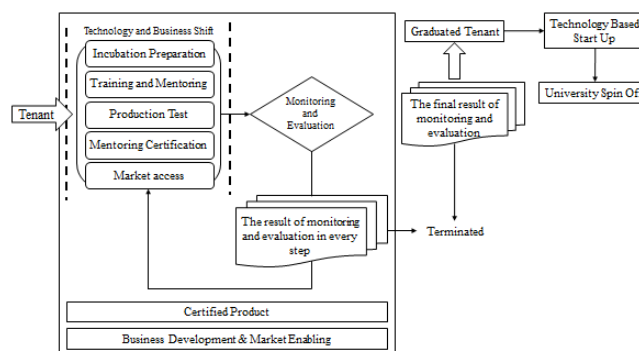 Technology and Business Shift
Incubation Preparation
Training and Mentoring
Production Test
Mentoring Certification
Market access
Tenant
Monitoring
and
Evaluation
The result of monitoring
and evaluation in every
step
Certified Product
Business Development & Market Enabling
Graduated Tenant
Technology Based
Start Up
University Spin Off
The final result of
monitoring and
evaluation
Terminated